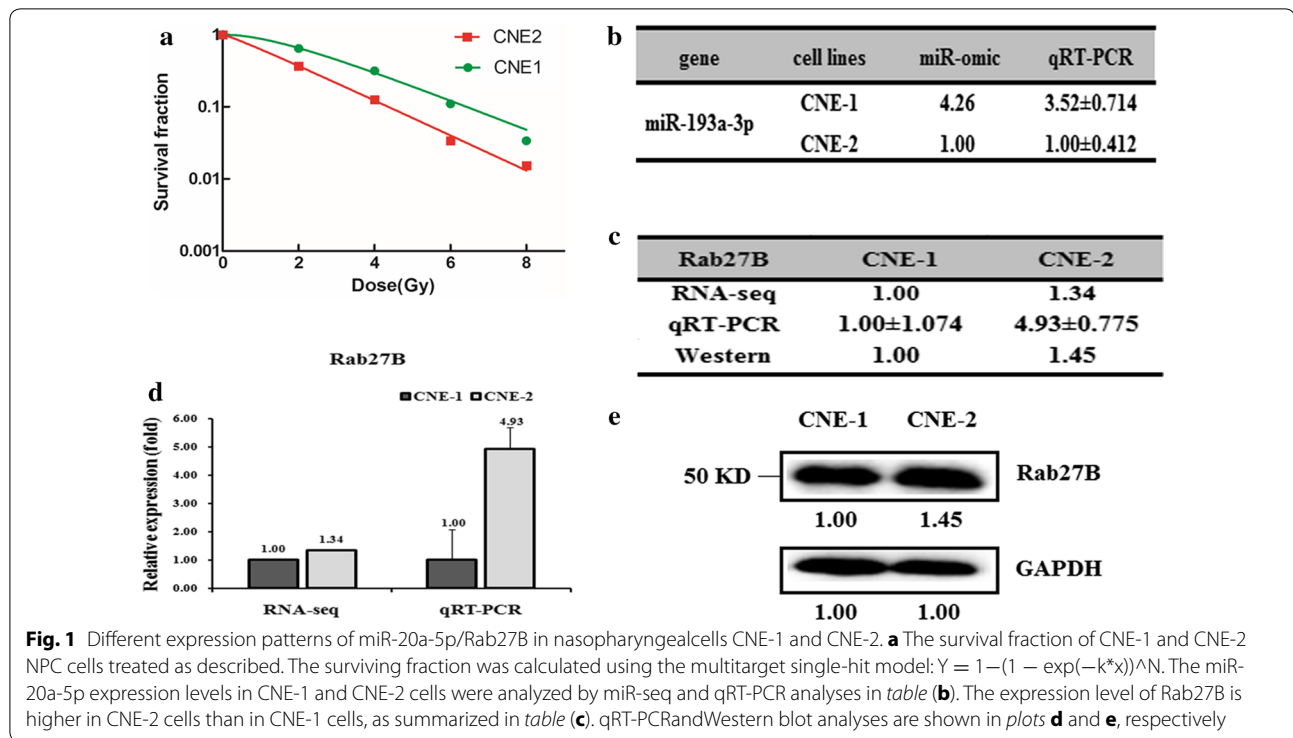 a
CNE2
CNE1
1
0.1
0.01
0.001
Survival fraction
0 2 4 6 8
Dose(Gy)
b
gene cell lines miR-omic qRT-PCR
miR-193a-3p
CNE-1 4.26 3.52±0.714
CNE-2 1.00 1.00±0.412
c
Rab27B CNE-1 CNE-2
RNA-seq 1.00 1.34
qRT-PCR 1.00±1.074 4.93±0.775
Western 1.00 1.45
Rab27B
d
CNE-1 CNE-2
Relative expression (fold)
6.00
5.00
4.00
3.00
2.00
1.00
0.00
1.00 1.34 1.00 4.93
RNA-seq qRT-PCR
e
CNE-1 CNE-2
50 KD Rab27B
1.00 1.45
GAPDH
1.00 1.00
Fig. 1 Different expression patterns of miR-20a-5p/Rab27B in nasopharyngealcells CNE-1 and CNE-2. a The survival fraction of CNE-1 and CNE-2
NPC cells treated as described. The surviving fraction was calculated using the multitarget single-hit model: Y = 1−(1 − exp(−k*x))^N. The miR-
20a-5p expression levels in CNE-1 and CNE-2 cells were analyzed by miR-seq and qRT-PCR analyses in table (b). The expression level of Rab27B is
higher in CNE-2 cells than in CNE-1 cells, as summarized in table (c). qRT-PCRandWestern blot analyses are shown in plots d and e, respectively